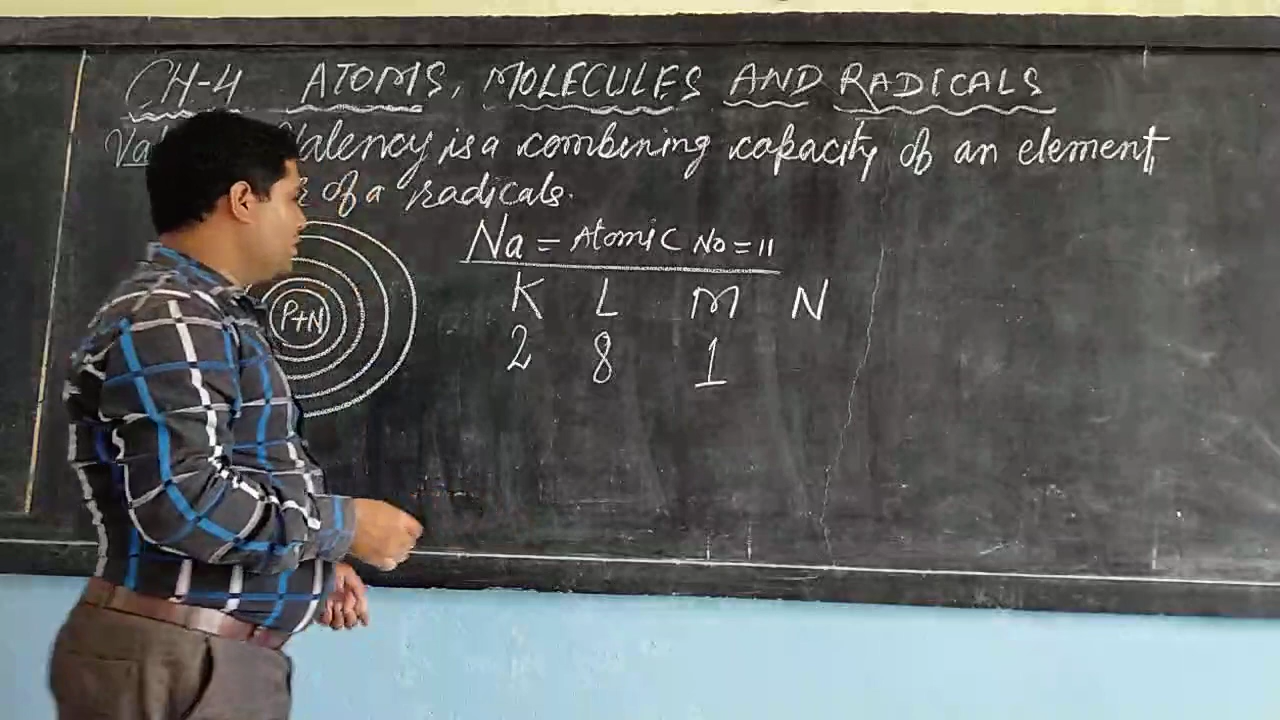 CH-4 ATOMS, MOLECULES AND RADICALS
Valency is a combining capacity of an element,
of a radicals.
Na = Atomic No = 11
K L M N
2 8 1
P+N